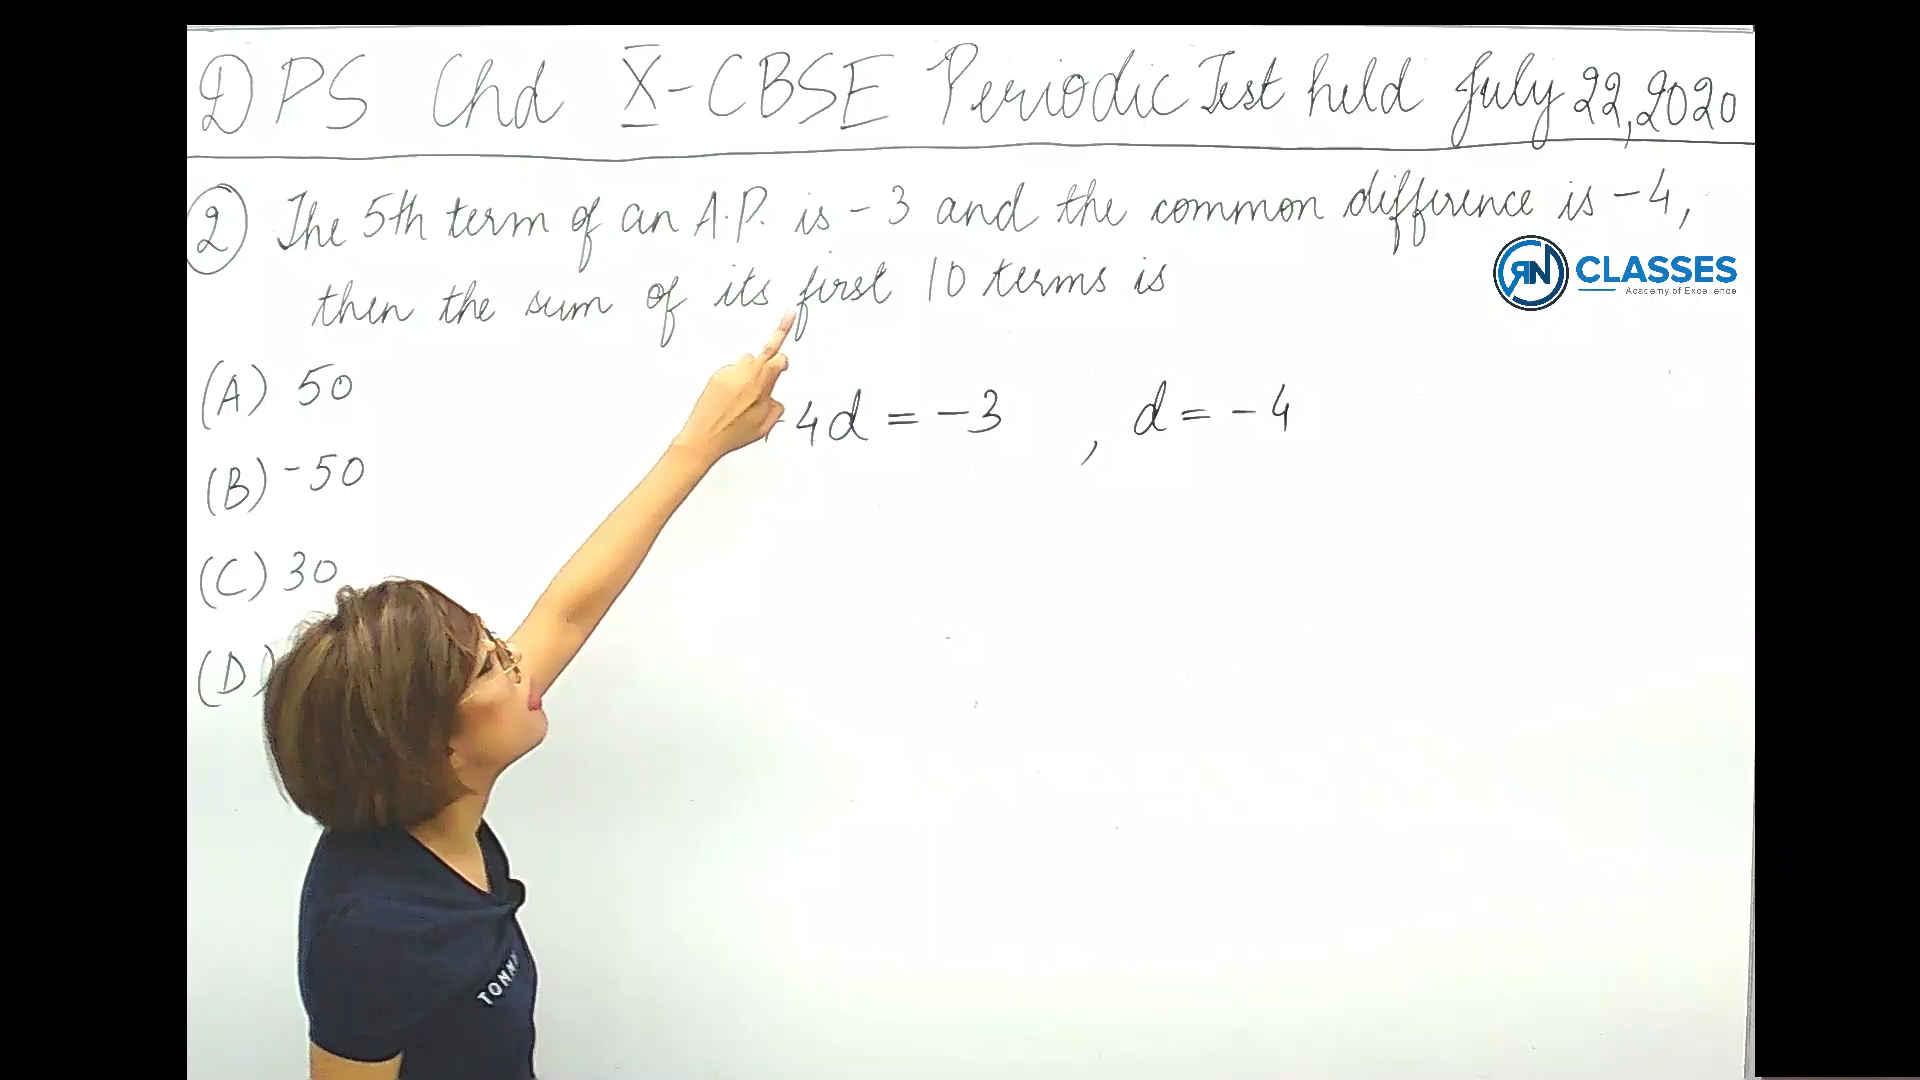 DPS Chd X-CBSE Periodic Test held July 22, 2020
(2) The 5th term of an A.P. is -3 and the common difference is -4,
then the sum of its first 10 terms is
RN CLASSES
Academy of Excellence
(A) 50
4d = -3 , d = -4
(B) -50
(C) 30
(D)
TOMMY